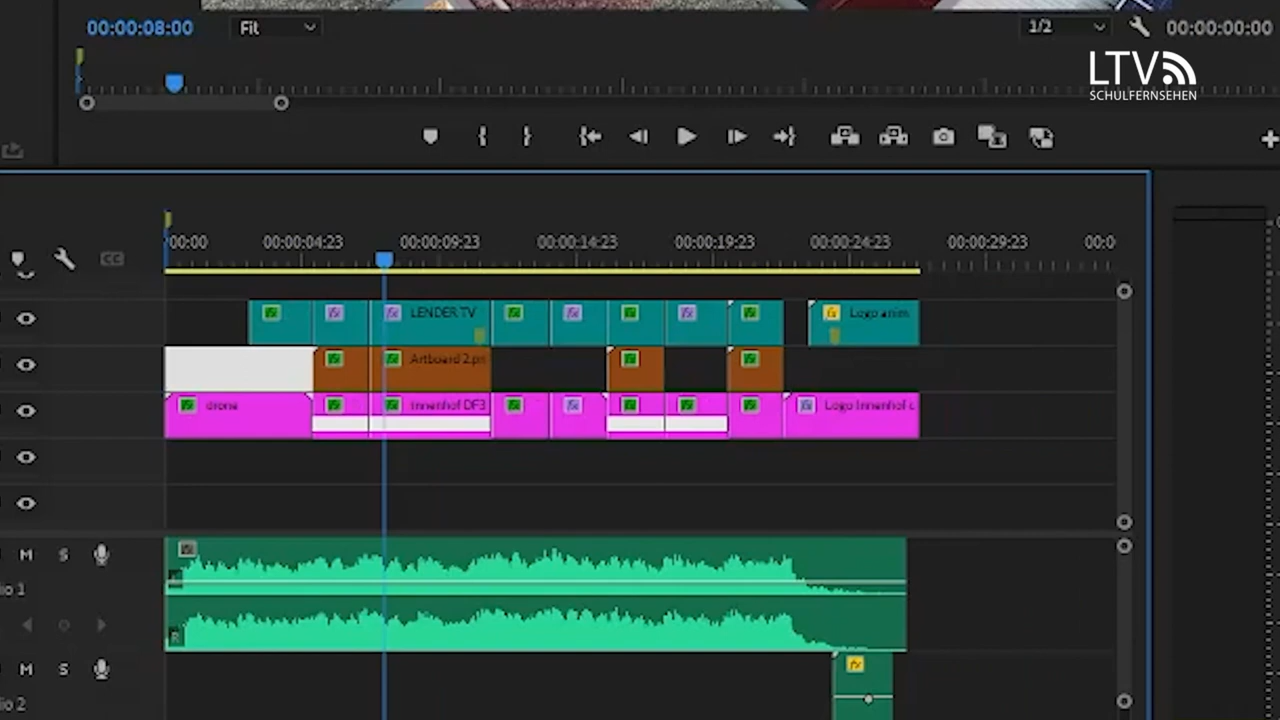 00:00:08:00
Fit
1/2
00:00:00:00
LTV
SCHULFERNSEHEN
:00:00
00:00:04:23
00:00:09:23
00:00:14:23
00:00:19:23
00:00:24:23
00:00:29:23
00:0
LENDER TV
Logo anim
Artboard 2.pn
drone
Innenhof DF3
Logo Innenhof c
M
S
io 1
R
M
S
io 2